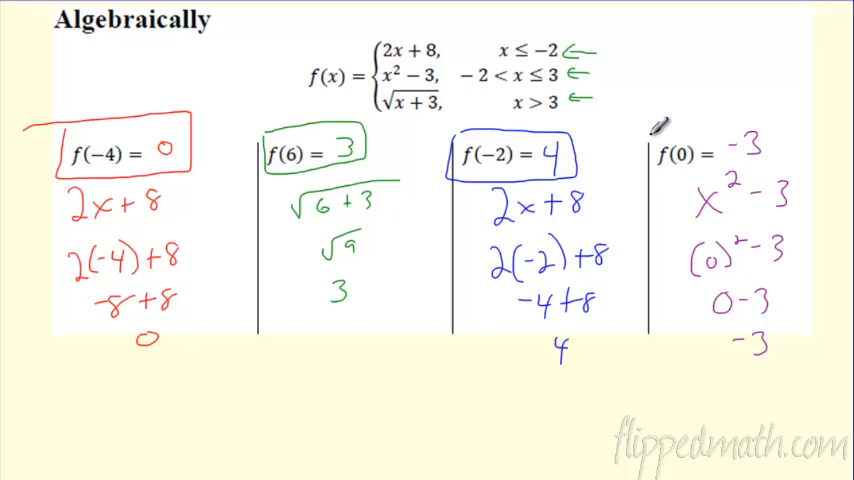 Algebraically
f(x) = { 2x + 8, x ≤ −2
x² − 3, −2 < x ≤ 3
√x + 3, x > 3
f(−4) = 0
2x + 8
2(-4) + 8
-8 + 8
0
f(6) = 3
√6 + 3
√9
3
f(−2) = 4
2x + 8
2(-2) + 8
-4 + 8
4
f(0) = -3
x² - 3
(0)² - 3
0 - 3
-3
flippedmath.com